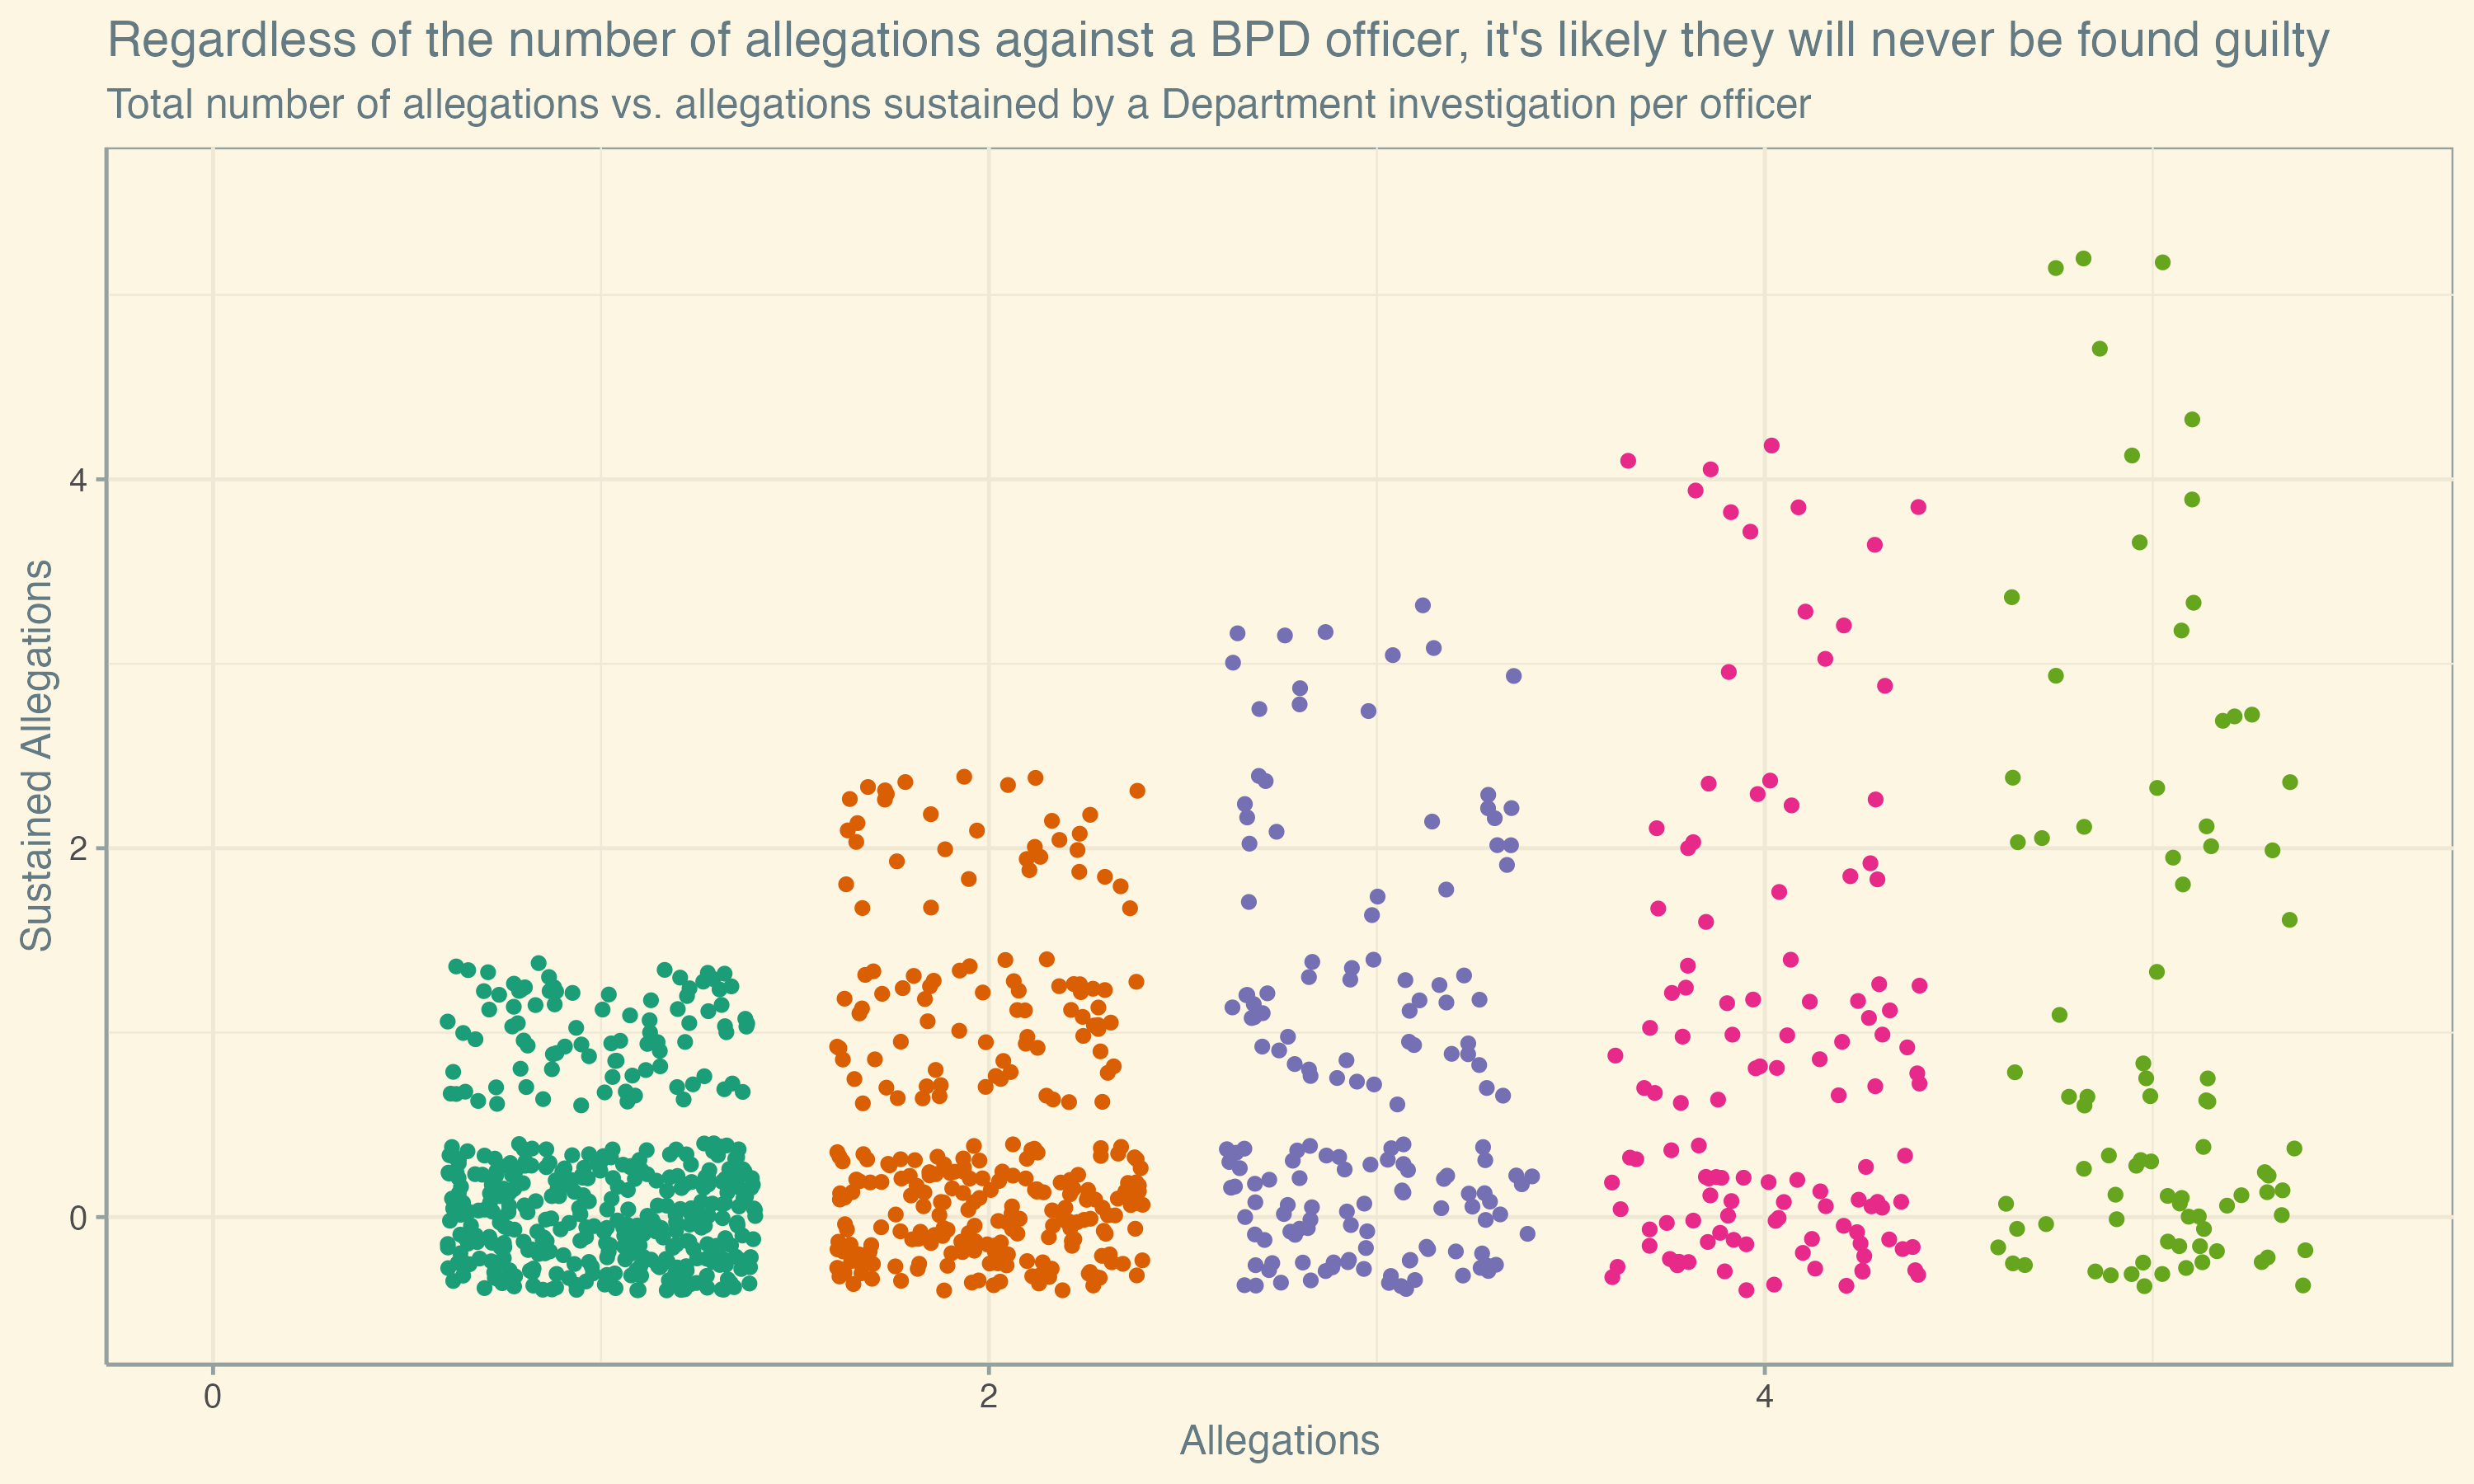 Regardless of the number of allegations against a BPD officer, it's likely they will never be found guilty
Total number of allegations vs. allegations sustained by a Department investigation per officer
Sustained Allegations
4
2
0
0
2
4
Allegations